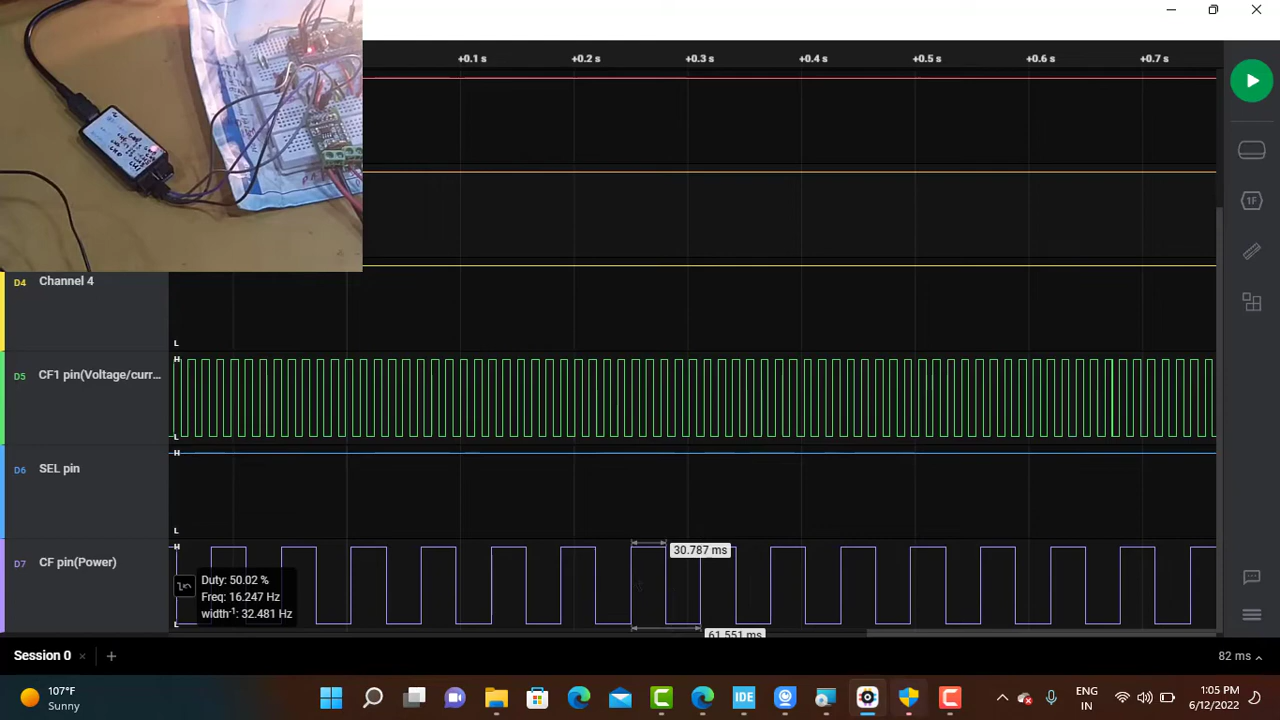 +0.1 s +0.2 s +0.3 s +0.4 s +0.5 s +0.6 s +0.7 s
1F
D4 Channel 4
L
H
D5 CF1 pin(Voltage/curr...
L
H
D6 SEL pin
L
H
D7 CF pin(Power)
30.787 ms
Duty: 50.02 %
Freq: 16.247 Hz
width⁻¹: 32.481 Hz
L
61.551 ms
Session 0
82 ms
107°F
Sunny
IDE
ENG
IN
1:05 PM
6/12/2022